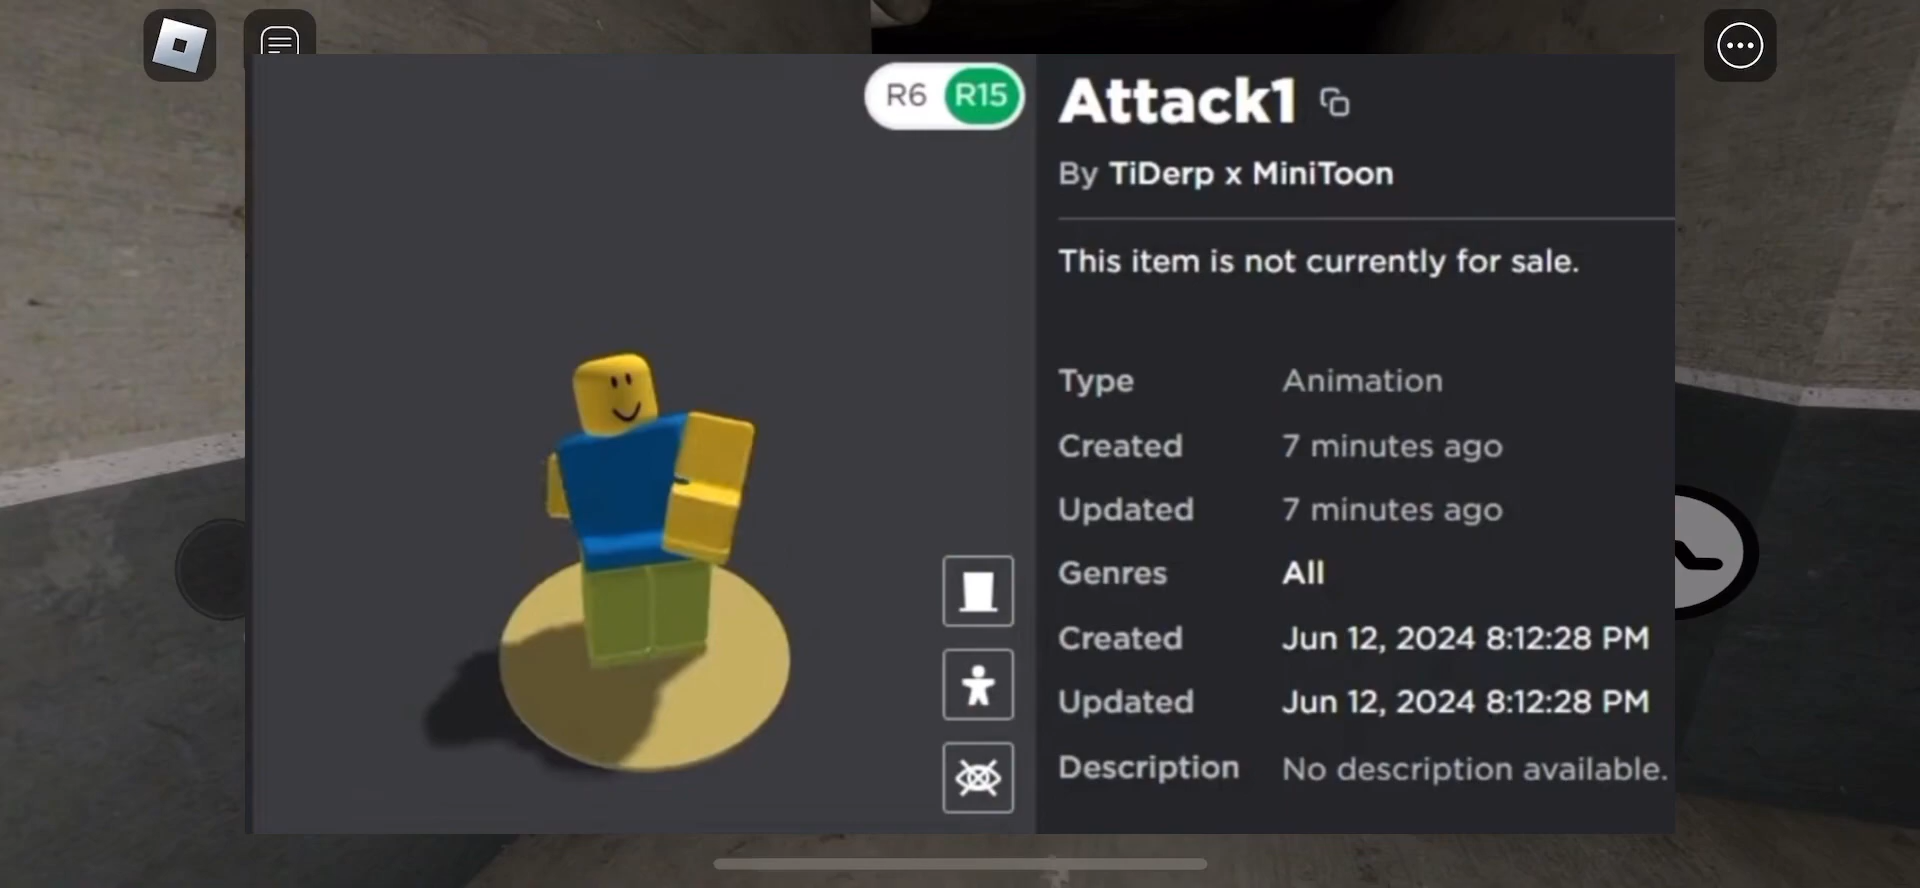 R6 R15
Attack1
By TiDerp x MiniToon
This item is not currently for sale.
Type Animation
Created 7 minutes ago
Updated 7 minutes ago
Genres All
Created Jun 12, 2024 8:12:28 PM
Updated Jun 12, 2024 8:12:28 PM
Description No description available.